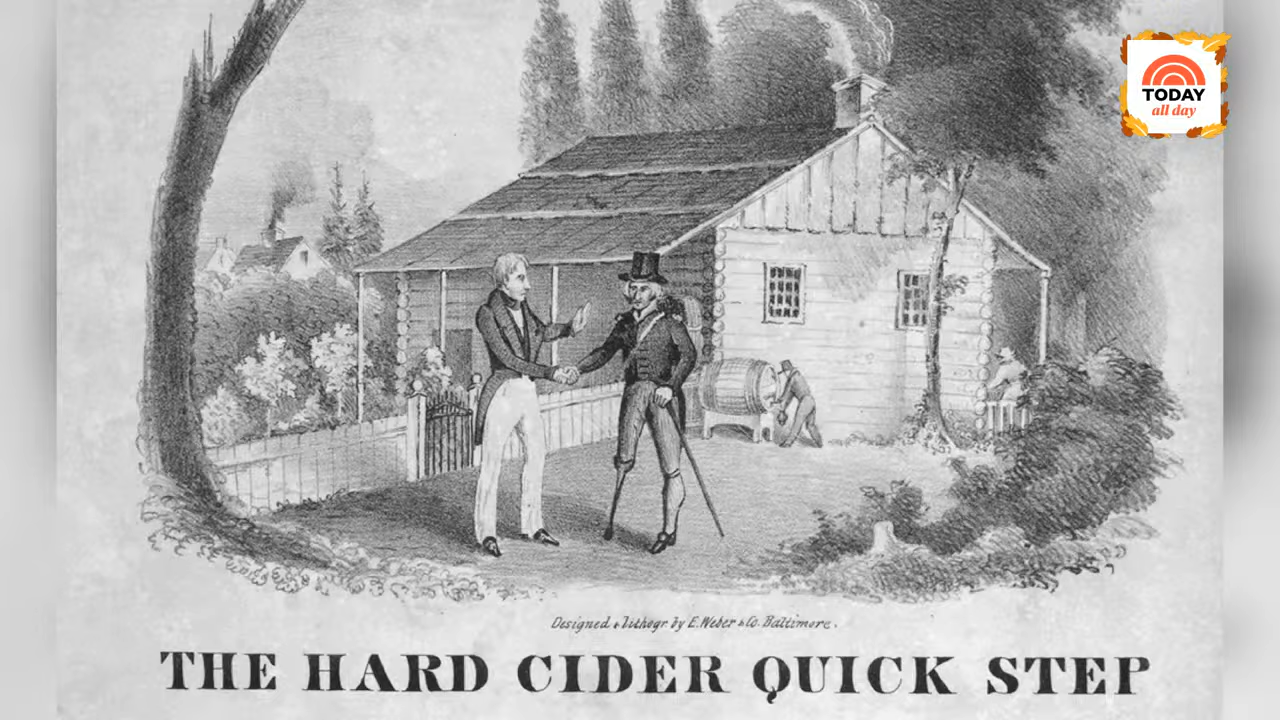 TODAY
all day
Designed & lithogr. by E. Weber & Co. Baltimore.
THE HARD CIDER QUICK STEP